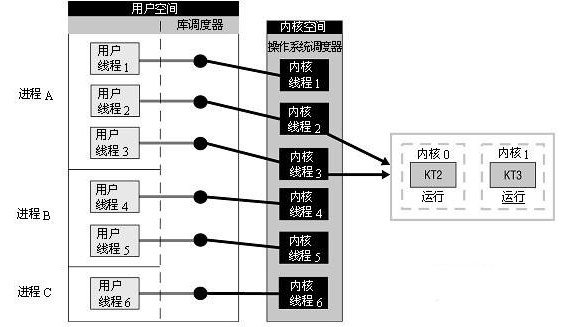 用户空间
库调度器
内核空间
操作系统调度器
进程 A
用户
线程 1
内核
线程 1
用户
线程 2
内核
线程 2
用户
线程 3
内核
线程 3
进程 B
用户
线程 4
内核
线程 4
用户
线程 5
内核
线程 5
进程 C
用户
线程 6
内核
线程 6
内核 0
内核 1
KT2
KT3
运行
运行